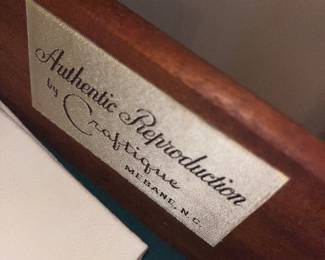 Authentic Reproduction
by Craftique
MEBANE, N.C.